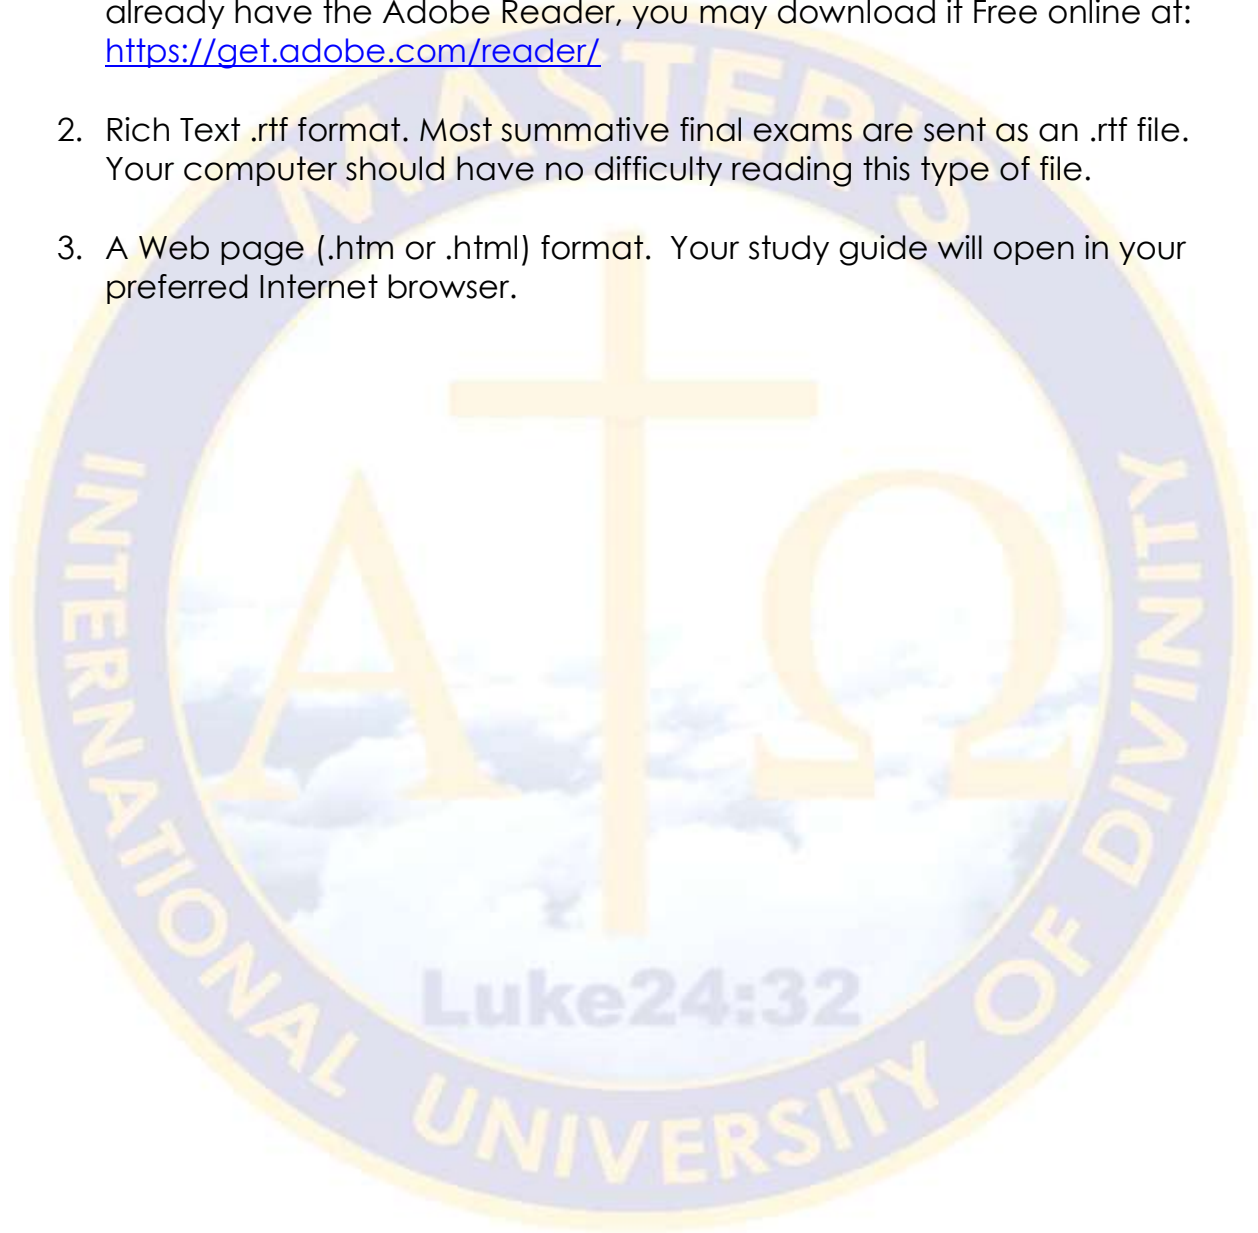 already have the Adobe Reader, you may download it Free online at:
https://get.adobe.com/reader/
2. Rich Text .rtf format. Most summative final exams are sent as an .rtf file.
Your computer should have no difficulty reading this type of file.
3. A Web page (.htm or .html) format.  Your study guide will open in your
preferred Internet browser.
MASTER'S
INTERNATIONAL UNIVERSITY OF DIVINITY
Α Ω
Luke24:32